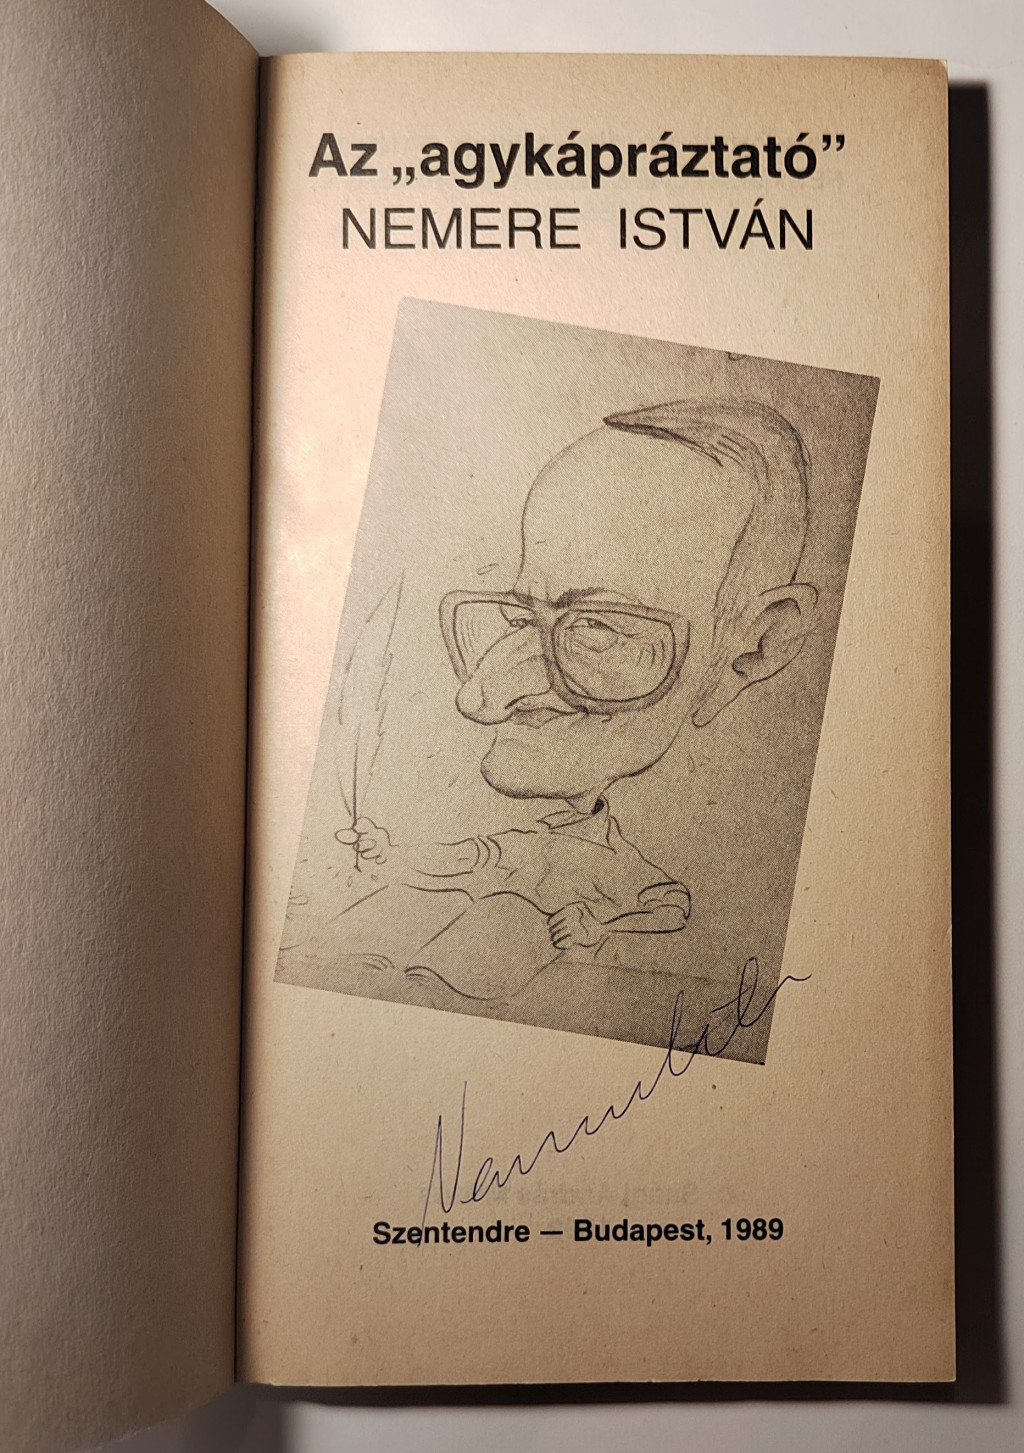 Az „agykápráztató”
NEMERE ISTVÁN
Szentendre — Budapest, 1989